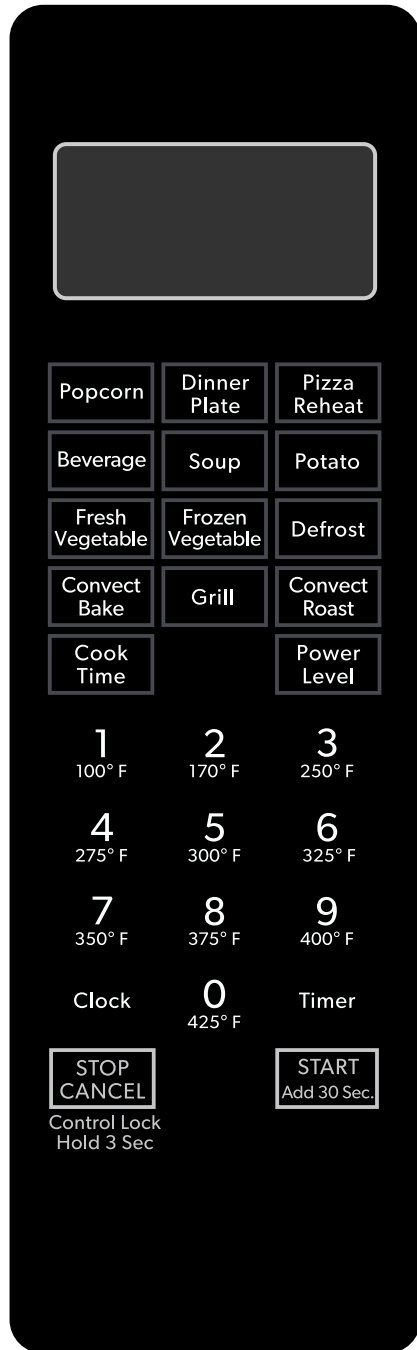 Popcorn
Dinner
Plate
Pizza
Reheat
Beverage
Soup
Potato
Fresh
Vegetable
Frozen
Vegetable
Defrost
Convect
Bake
Grill
Convect
Roast
Cook
Time
Power
Level
1
100° F
2
170° F
3
250° F
4
275° F
5
300° F
6
325° F
7
350° F
8
375° F
9
400° F
Clock
0
425° F
Timer
STOP
CANCEL
Control Lock
Hold 3 Sec
START
Add 30 Sec.